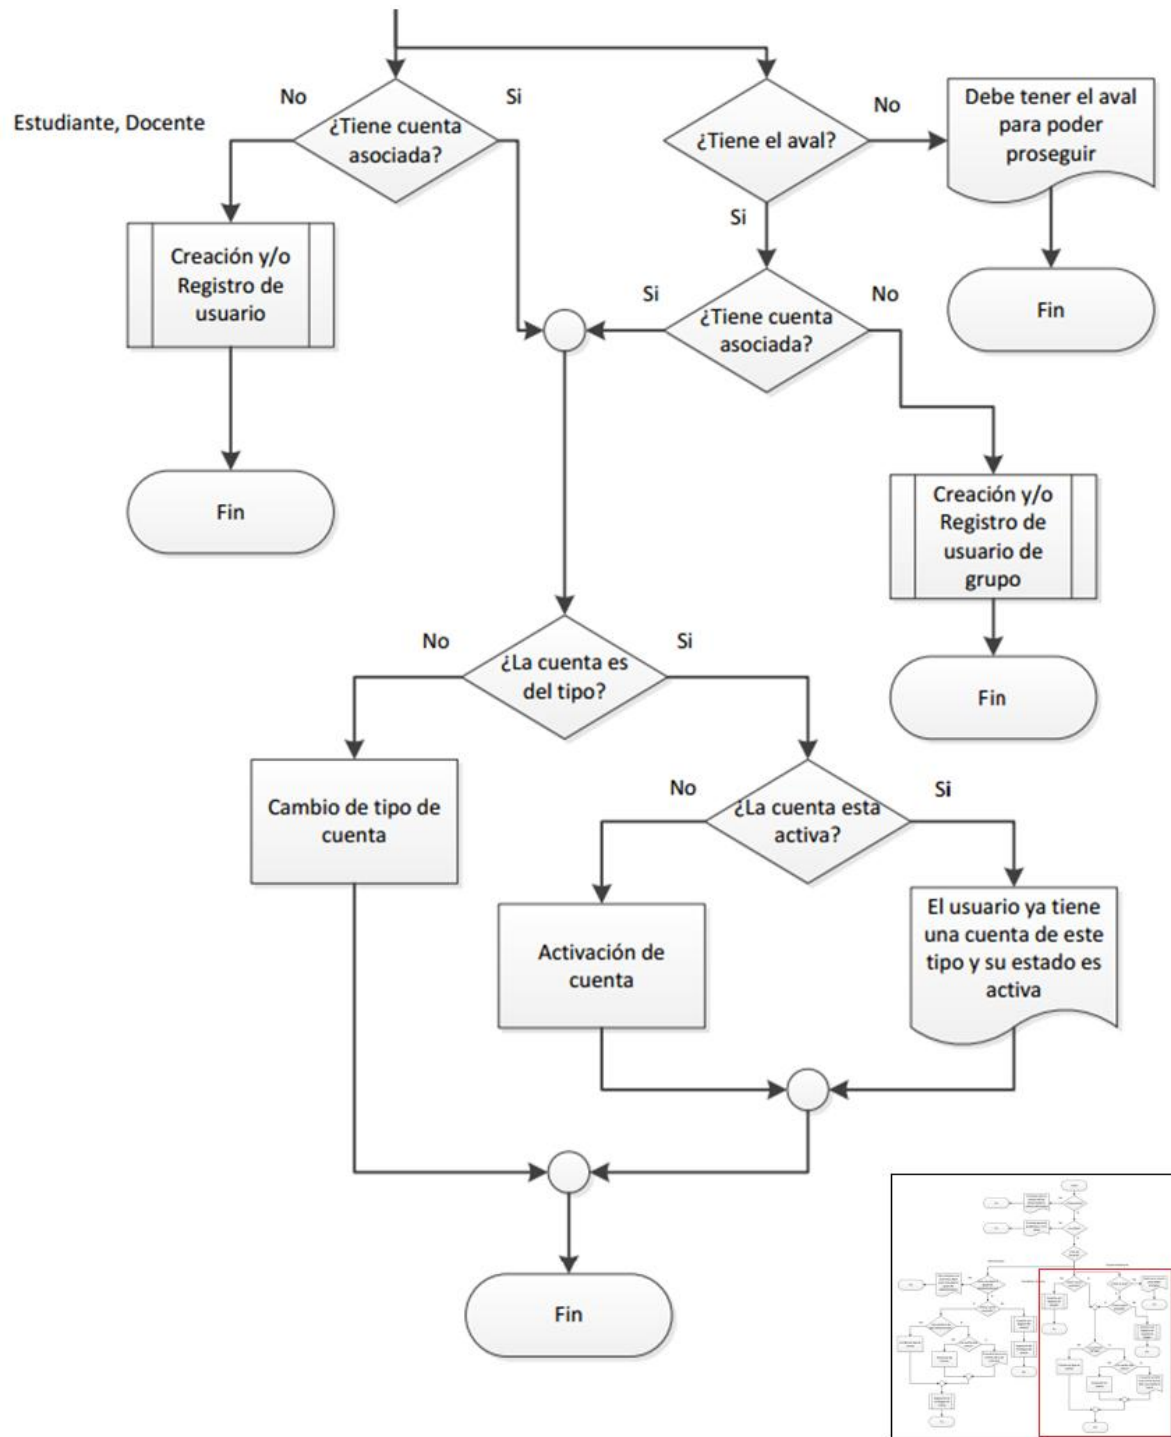 No
Si
Estudiante, Docente
¿Tiene cuenta
asociada?
¿Tiene el aval?
No
Debe tener el aval
para poder
proseguir
Si
Creación y/o
Registro de
usuario
Si
¿Tiene cuenta
asociada?
No
Fin
Fin
Creación y/o
Registro de
usuario de
grupo
No
¿La cuenta es
del tipo?
Si
Fin
Cambio de tipo de
cuenta
No
¿La cuenta esta
activa?
Si
Activación de
cuenta
El usuario ya tiene
una cuenta de este
tipo y su estado es
activa
Fin